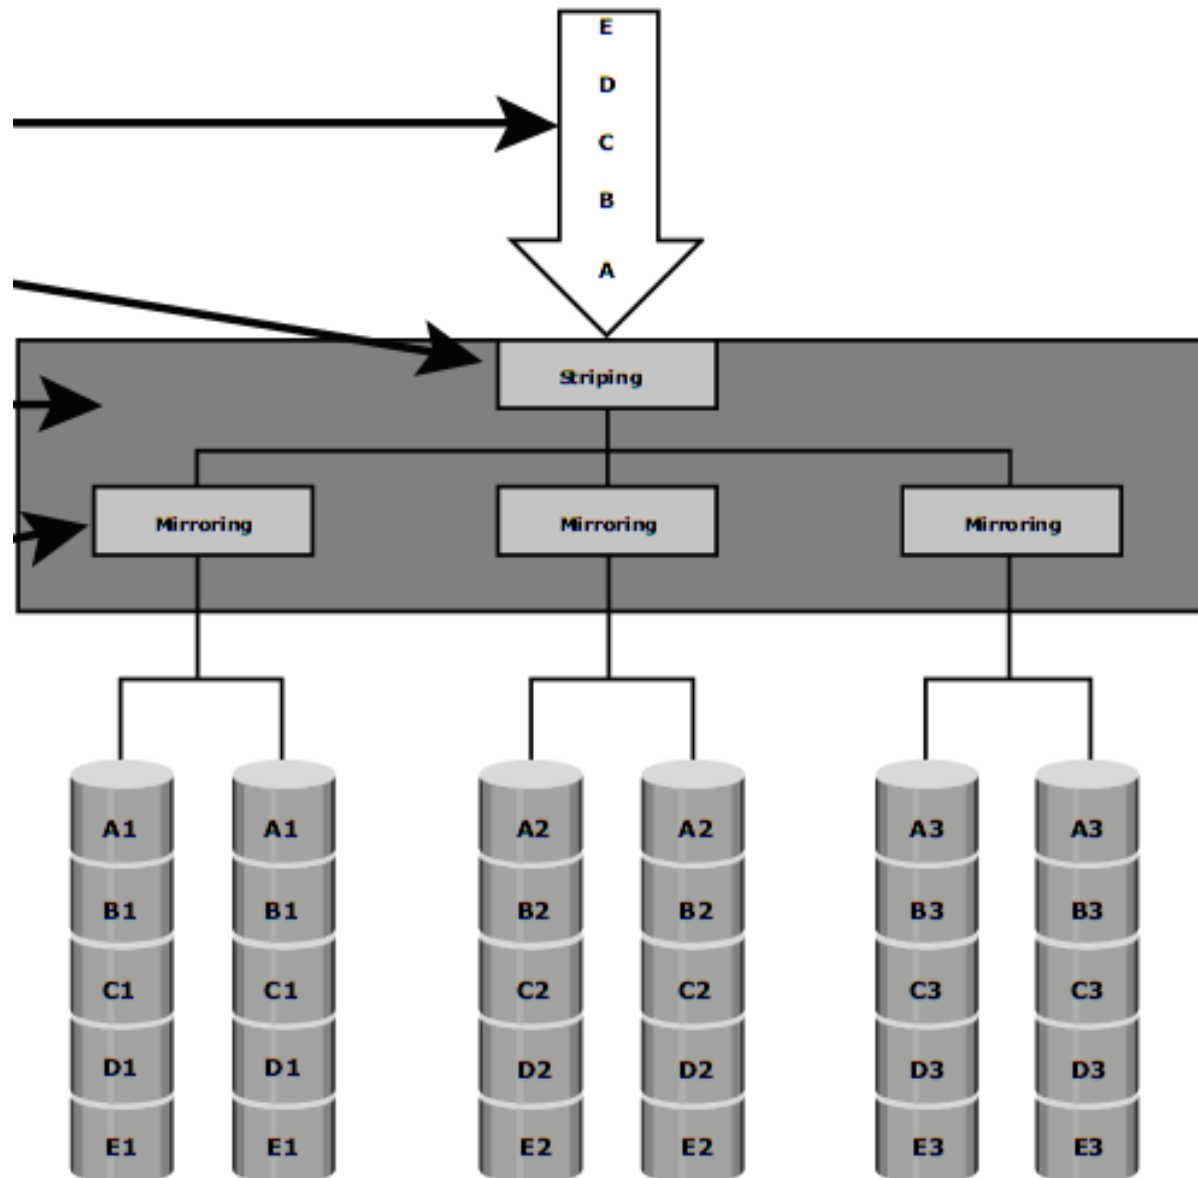 E
D
C
B
A
Striping
Mirroring Mirroring Mirroring
A1 A1 A2 A2 A3 A3
B1 B1 B2 B2 B3 B3
C1 C1 C2 C2 C3 C3
D1 D1 D2 D2 D3 D3
E1 E1 E2 E2 E3 E3